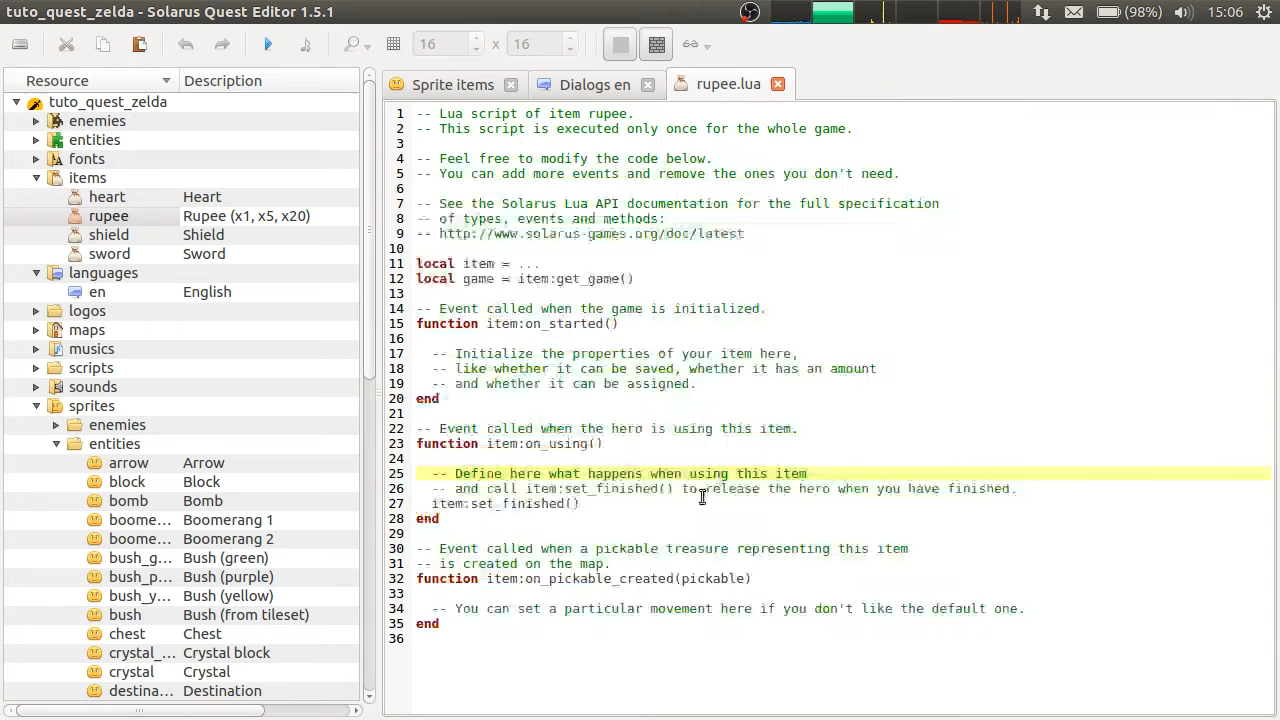 tuto_quest_zelda - Solarus Quest Editor 1.5.1
(98%)
15:06
16 x 16
Resource Description
tuto_quest_zelda
enemies
entities
fonts
items
heart Heart
rupee Rupee (x1, x5, x20)
shield Shield
sword Sword
languages
en English
logos
maps
musics
scripts
sounds
sprites
enemies
entities
arrow Arrow
block Block
bomb Bomb
boome... Boomerang 1
boome... Boomerang 2
bush_g... Bush (green)
bush_p... Bush (purple)
bush_y... Bush (yellow)
bush Bush (from tileset)
chest Chest
crystal_... Crystal block
crystal Crystal
destina... Destination
Sprite items
Dialogs en
rupee.lua
1 -- Lua script of item rupee.
2 -- This script is executed only once for the whole game.
3
4 -- Feel free to modify the code below.
5 -- You can add more events and remove the ones you don't need.
6
7 -- See the Solarus Lua API documentation for the full specification
8 -- of types, events and methods:
9 -- http://www.solarus-games.org/doc/latest
10
11 local item = ...
12 local game = item:get_game()
13
14 -- Event called when the game is initialized.
15 function item:on_started()
16
17 -- Initialize the properties of your item here,
18 -- like whether it can be saved, whether it has an amount
19 -- and whether it can be assigned.
20 end
21
22 -- Event called when the hero is using this item.
23 function item:on_using()
24
25 -- Define here what happens when using this item
26 -- and call item:set_finished() to release the hero when you have finished.
27 item:set_finished()
28 end
29
30 -- Event called when a pickable treasure representing this item
31 -- is created on the map.
32 function item:on_pickable_created(pickable)
33
34 -- You can set a particular movement here if you don't like the default one.
35 end
36